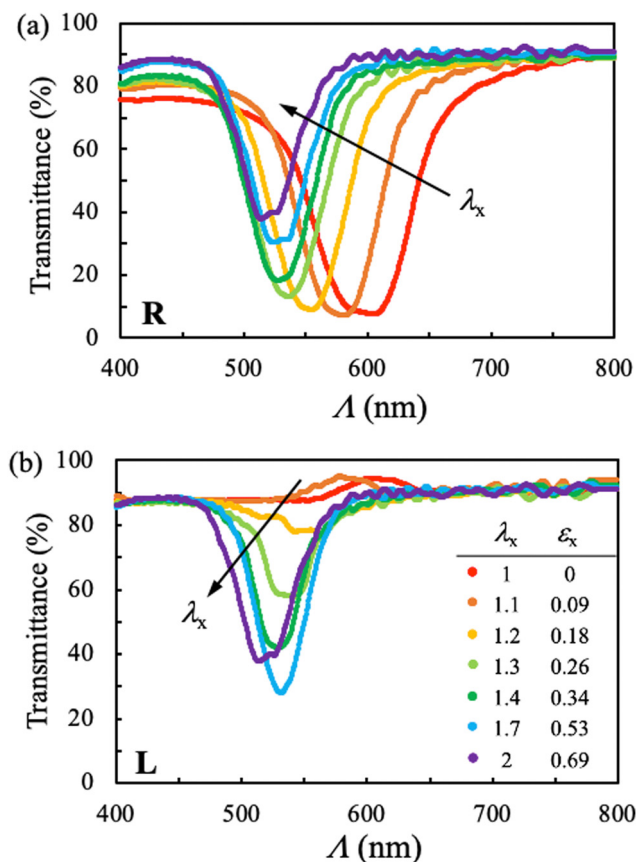 (a)
100
80
60
40
20
0
Transmittance (%)
λx
R
400 500 600 700 800
Λ (nm)
(b)
100
80
60
40
20
0
Transmittance (%)
λx
L
λx εx
1 0
1.1 0.09
1.2 0.18
1.3 0.26
1.4 0.34
1.7 0.53
2 0.69
400 500 600 700 800
Λ (nm)